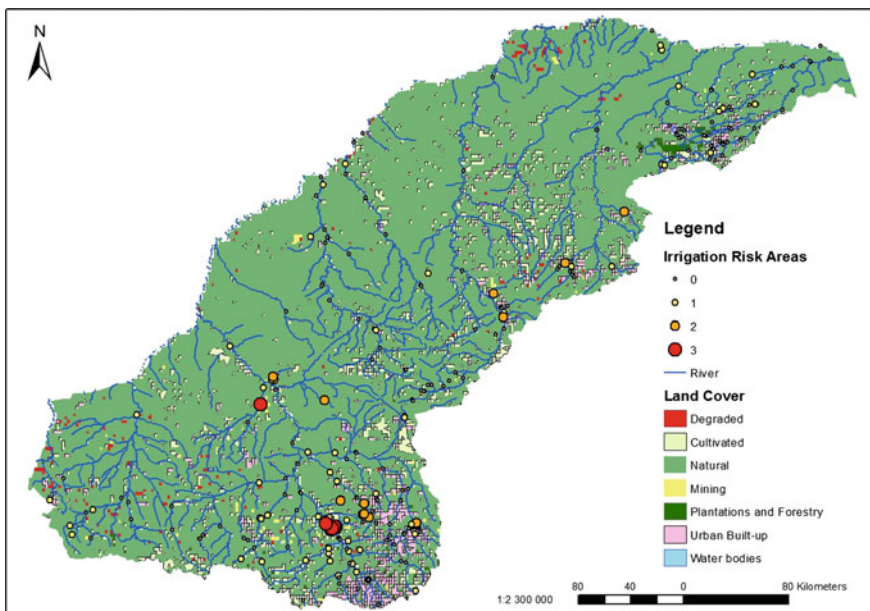 N
Legend
Irrigation Risk Areas
0
1
2
3
River
Land Cover
Degraded
Cultivated
Natural
Mining
Plantations and Forestry
Urban Built-up
Water bodies
1:2 300 000
80 40 0 80 Kilometers